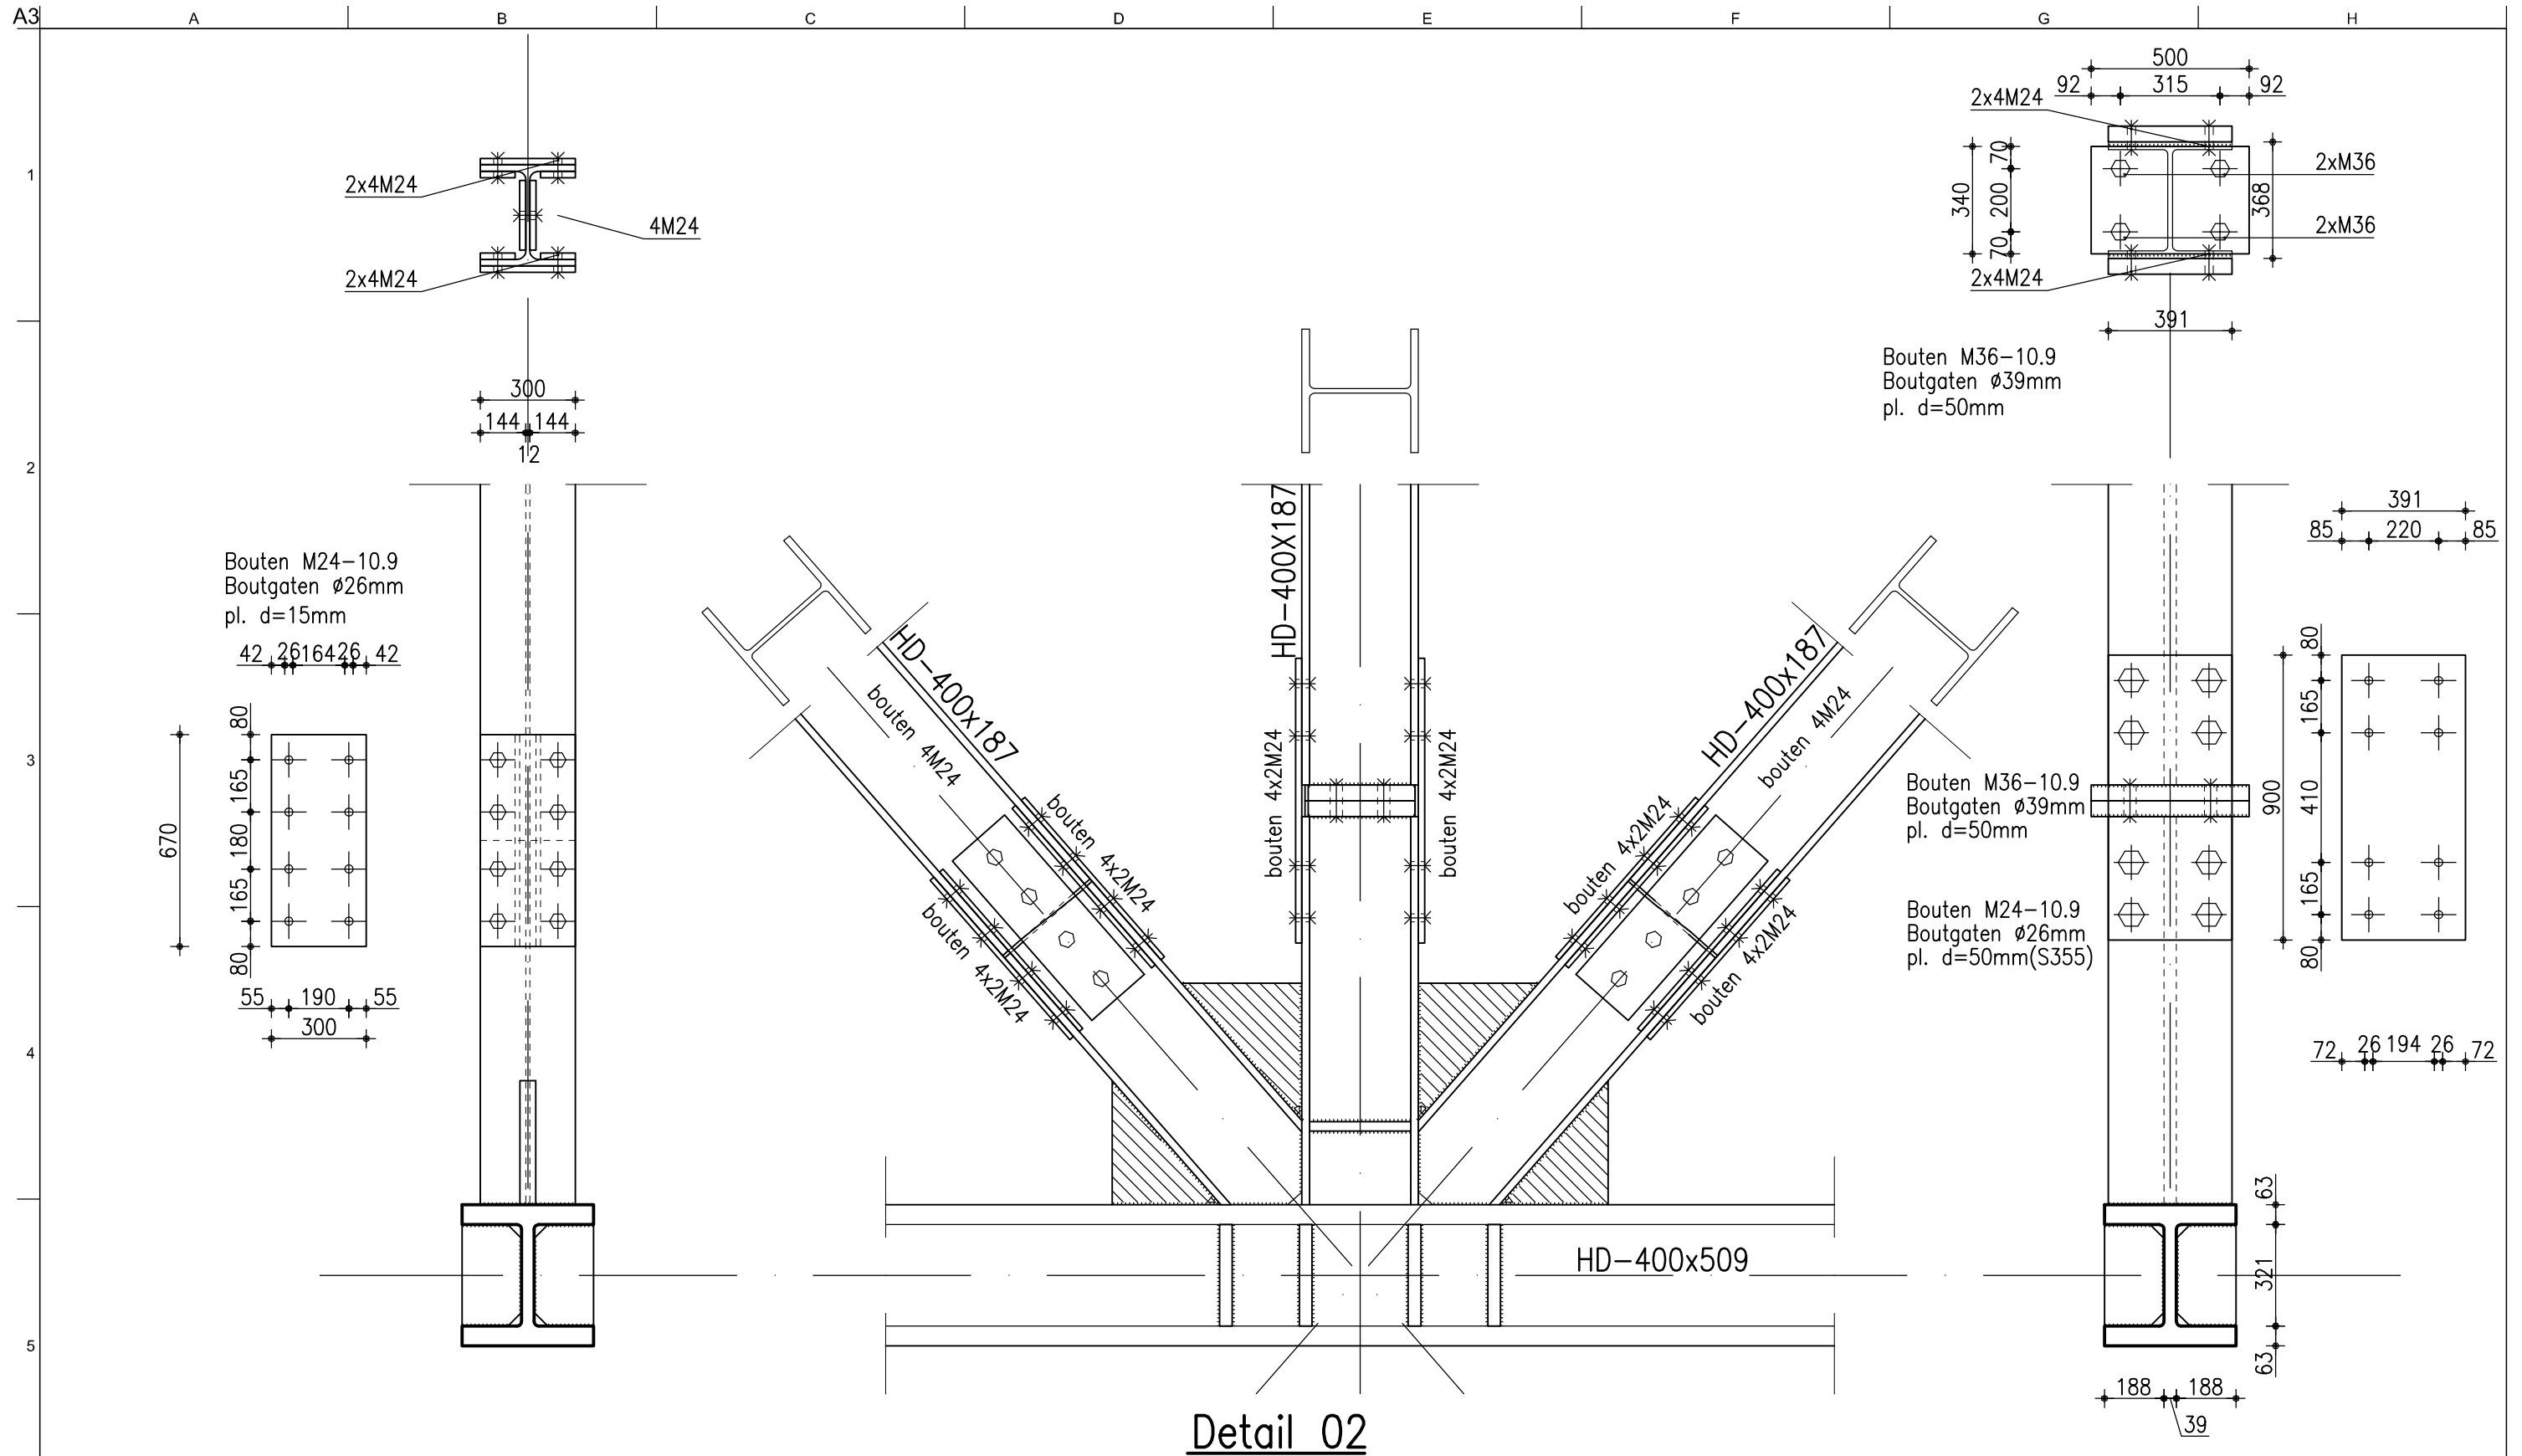 A3
A B C D E F G H
1
2
3
4
5
2x4M24
4M24
2x4M24
300
144 144
12
Bouten M24-10.9
Boutgaten ø26mm
pl. d=15mm
42 26 164 26 42
670
80
165
180
165
80
55 190 55
300
HD-400x187
bouten 4M24
bouten 4x2M24
bouten 4x2M24
HD-400X187
bouten 4x2M24
bouten 4x2M24
HD-400x187
bouten 4M24
bouten 4x2M24
bouten 4x2M24
HD-400x509
500
92 315 92
2x4M24
2xM36
2xM36
2x4M24
340
70
200
70
368
391
Bouten M36-10.9
Boutgaten ø39mm
pl. d=50mm
391
85 220 85
Bouten M36-10.9
Boutgaten ø39mm
pl. d=50mm
Bouten M24-10.9
Boutgaten ø26mm
pl. d=50mm(S355)
900
80
165
410
165
80
72 26 194 26 72
63
321
63
188 188
39
Detail 02